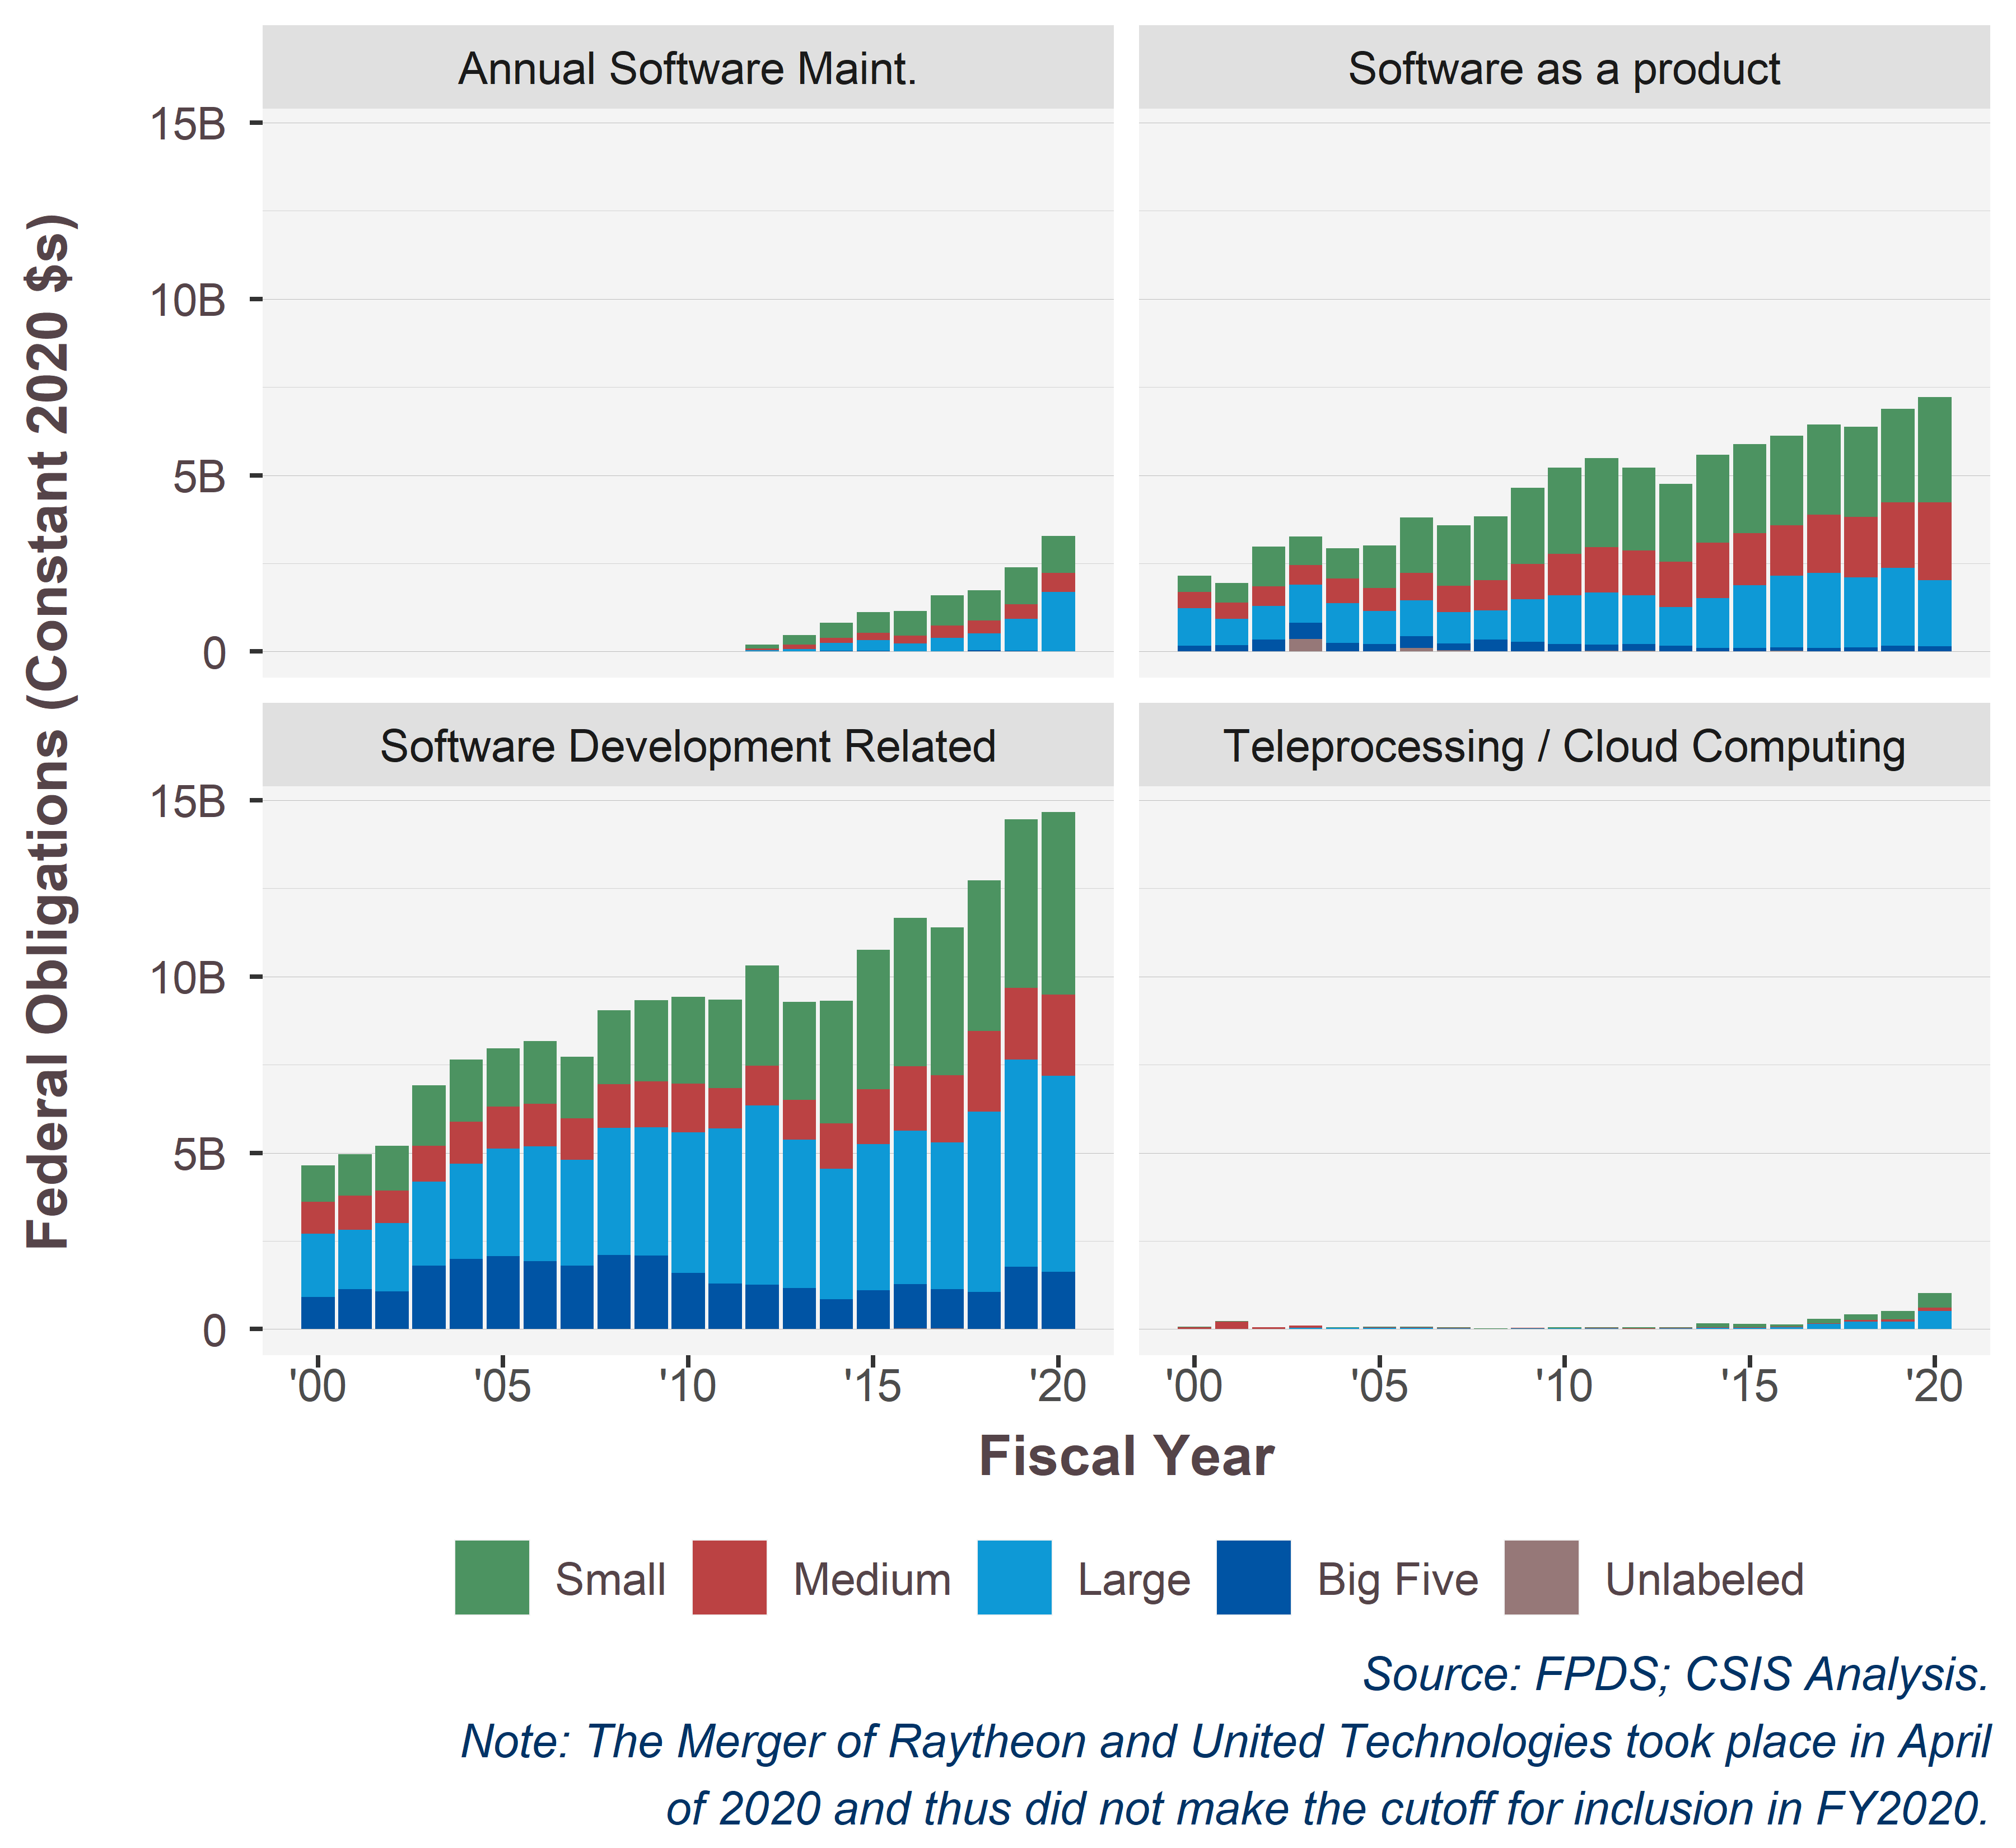 Annual Software Maint.
Software as a product
15B
10B
5B
0
Software Development Related
Teleprocessing / Cloud Computing
15B
10B
5B
0
Federal Obligations (Constant 2020 $s)
'00 '05 '10 '15 '20
'00 '05 '10 '15 '20
Fiscal Year
Small Medium Large Big Five Unlabeled
Source: FPDS; CSIS Analysis.
Note: The Merger of Raytheon and United Technologies took place in April
of 2020 and thus did not make the cutoff for inclusion in FY2020.